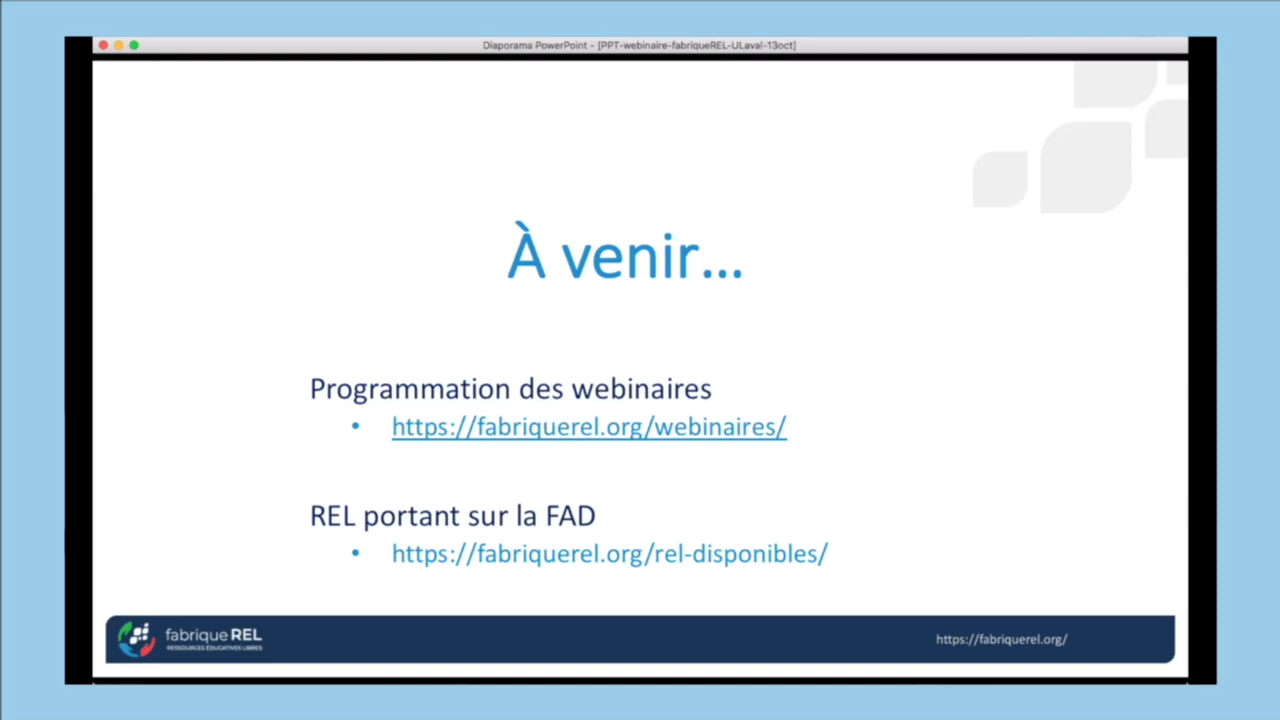 Diaporama PowerPoint - [PPT-webinaire-fabriqueREL-ULaval-13oct]
À venir...
Programmation des webinaires
• https://fabriquerel.org/webinaires/
REL portant sur la FAD
• https://fabriquerel.org/rel-disponibles/
fabrique REL
RESSOURCES ÉDUCATIVES LIBRES
https://fabriquerel.org/